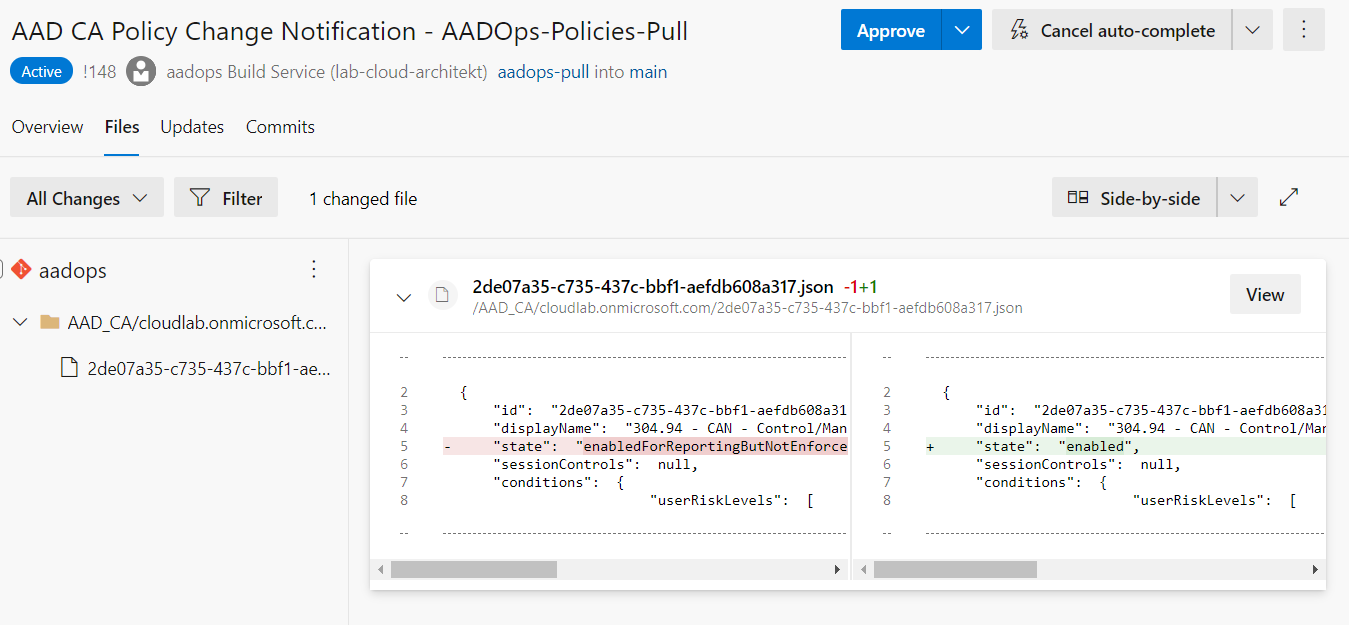 AAD CA Policy Change Notification - AADOps-Policies-Pull
Approve
Cancel auto-complete
Active !148 aadops Build Service (lab-cloud-architekt) aadops-pull into main
Overview Files Updates Commits
All Changes Filter 1 changed file Side-by-side
aadops
AAD_CA/cloudlab.onmicrosoft.c...
2de07a35-c735-437c-bbf1-ae...
2de07a35-c735-437c-bbf1-aefdb608a317.json -1+1
/AAD_CA/cloudlab.onmicrosoft.com/2de07a35-c735-437c-bbf1-aefdb608a317.json
View
--
2 {
3 "id": "2de07a35-c735-437c-bbf1-aefdb608a31
4 "displayName": "304.94 - CAN - Control/Man
5 - "state": "enabledForReportingButNotEnforce
6 "sessionControls": null,
7 "conditions": {
8 "userRiskLevels": [
--
--
2 {
3 "id": "2de07a35-c735-437c-bbf1-aefdb608a31
4 "displayName": "304.94 - CAN - Control/Man
5 + "state": "enabled",
6 "sessionControls": null,
7 "conditions": {
8 "userRiskLevels": [
--